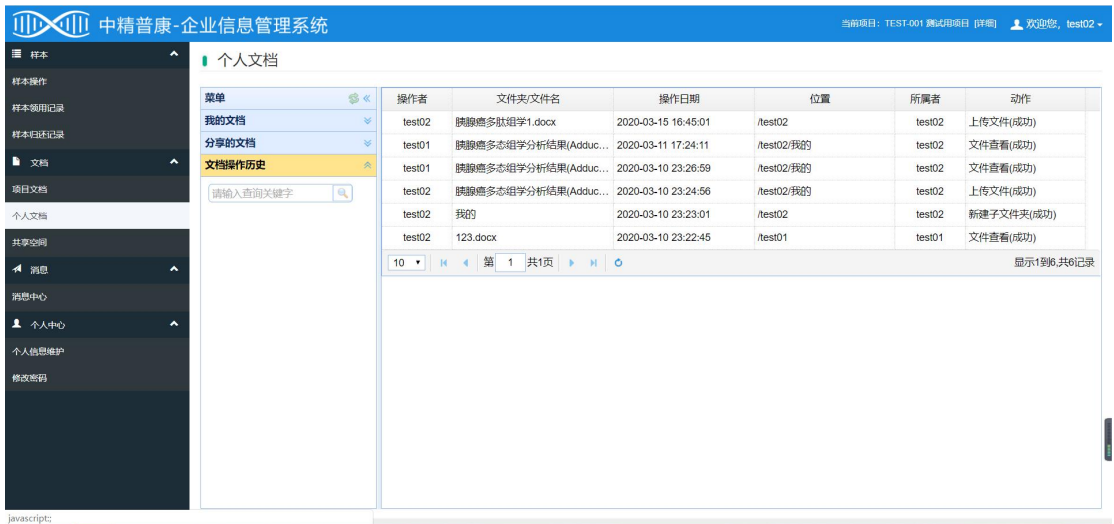 中精普康-企业信息管理系统
当前项目：TEST-001 测试用项目 [详细] 欢迎您，test02
样本
样本操作
样本领用记录
样本归还记录
文档
项目文档
个人文档
共享空间
消息
消息中心
个人中心
个人信息维护
修改密码
个人文档
菜单
我的文档
分享的文档
文档操作历史
请输入查询关键字
操作者 文件夹/文件名 操作日期 位置 所属者 动作
test02 胰腺癌多肽组学1.docx 2020-03-15 16:45:01 /test02 test02 上传文件(成功)
test01 胰腺癌多态组学分析结果(Adduc... 2020-03-11 17:24:11 /test02/我的 test02 文件查看(成功)
test01 胰腺癌多态组学分析结果(Adduc... 2020-03-10 23:26:59 /test02/我的 test02 文件查看(成功)
test02 胰腺癌多态组学分析结果(Adduc... 2020-03-10 23:24:56 /test02/我的 test02 上传文件(成功)
test02 我的 2020-03-10 23:23:01 /test02 test02 新建子文件夹(成功)
test02 123.docx 2020-03-10 23:22:45 /test01 test01 文件查看(成功)
10 第 1 共1页 显示1到6,共6记录
javascript:;